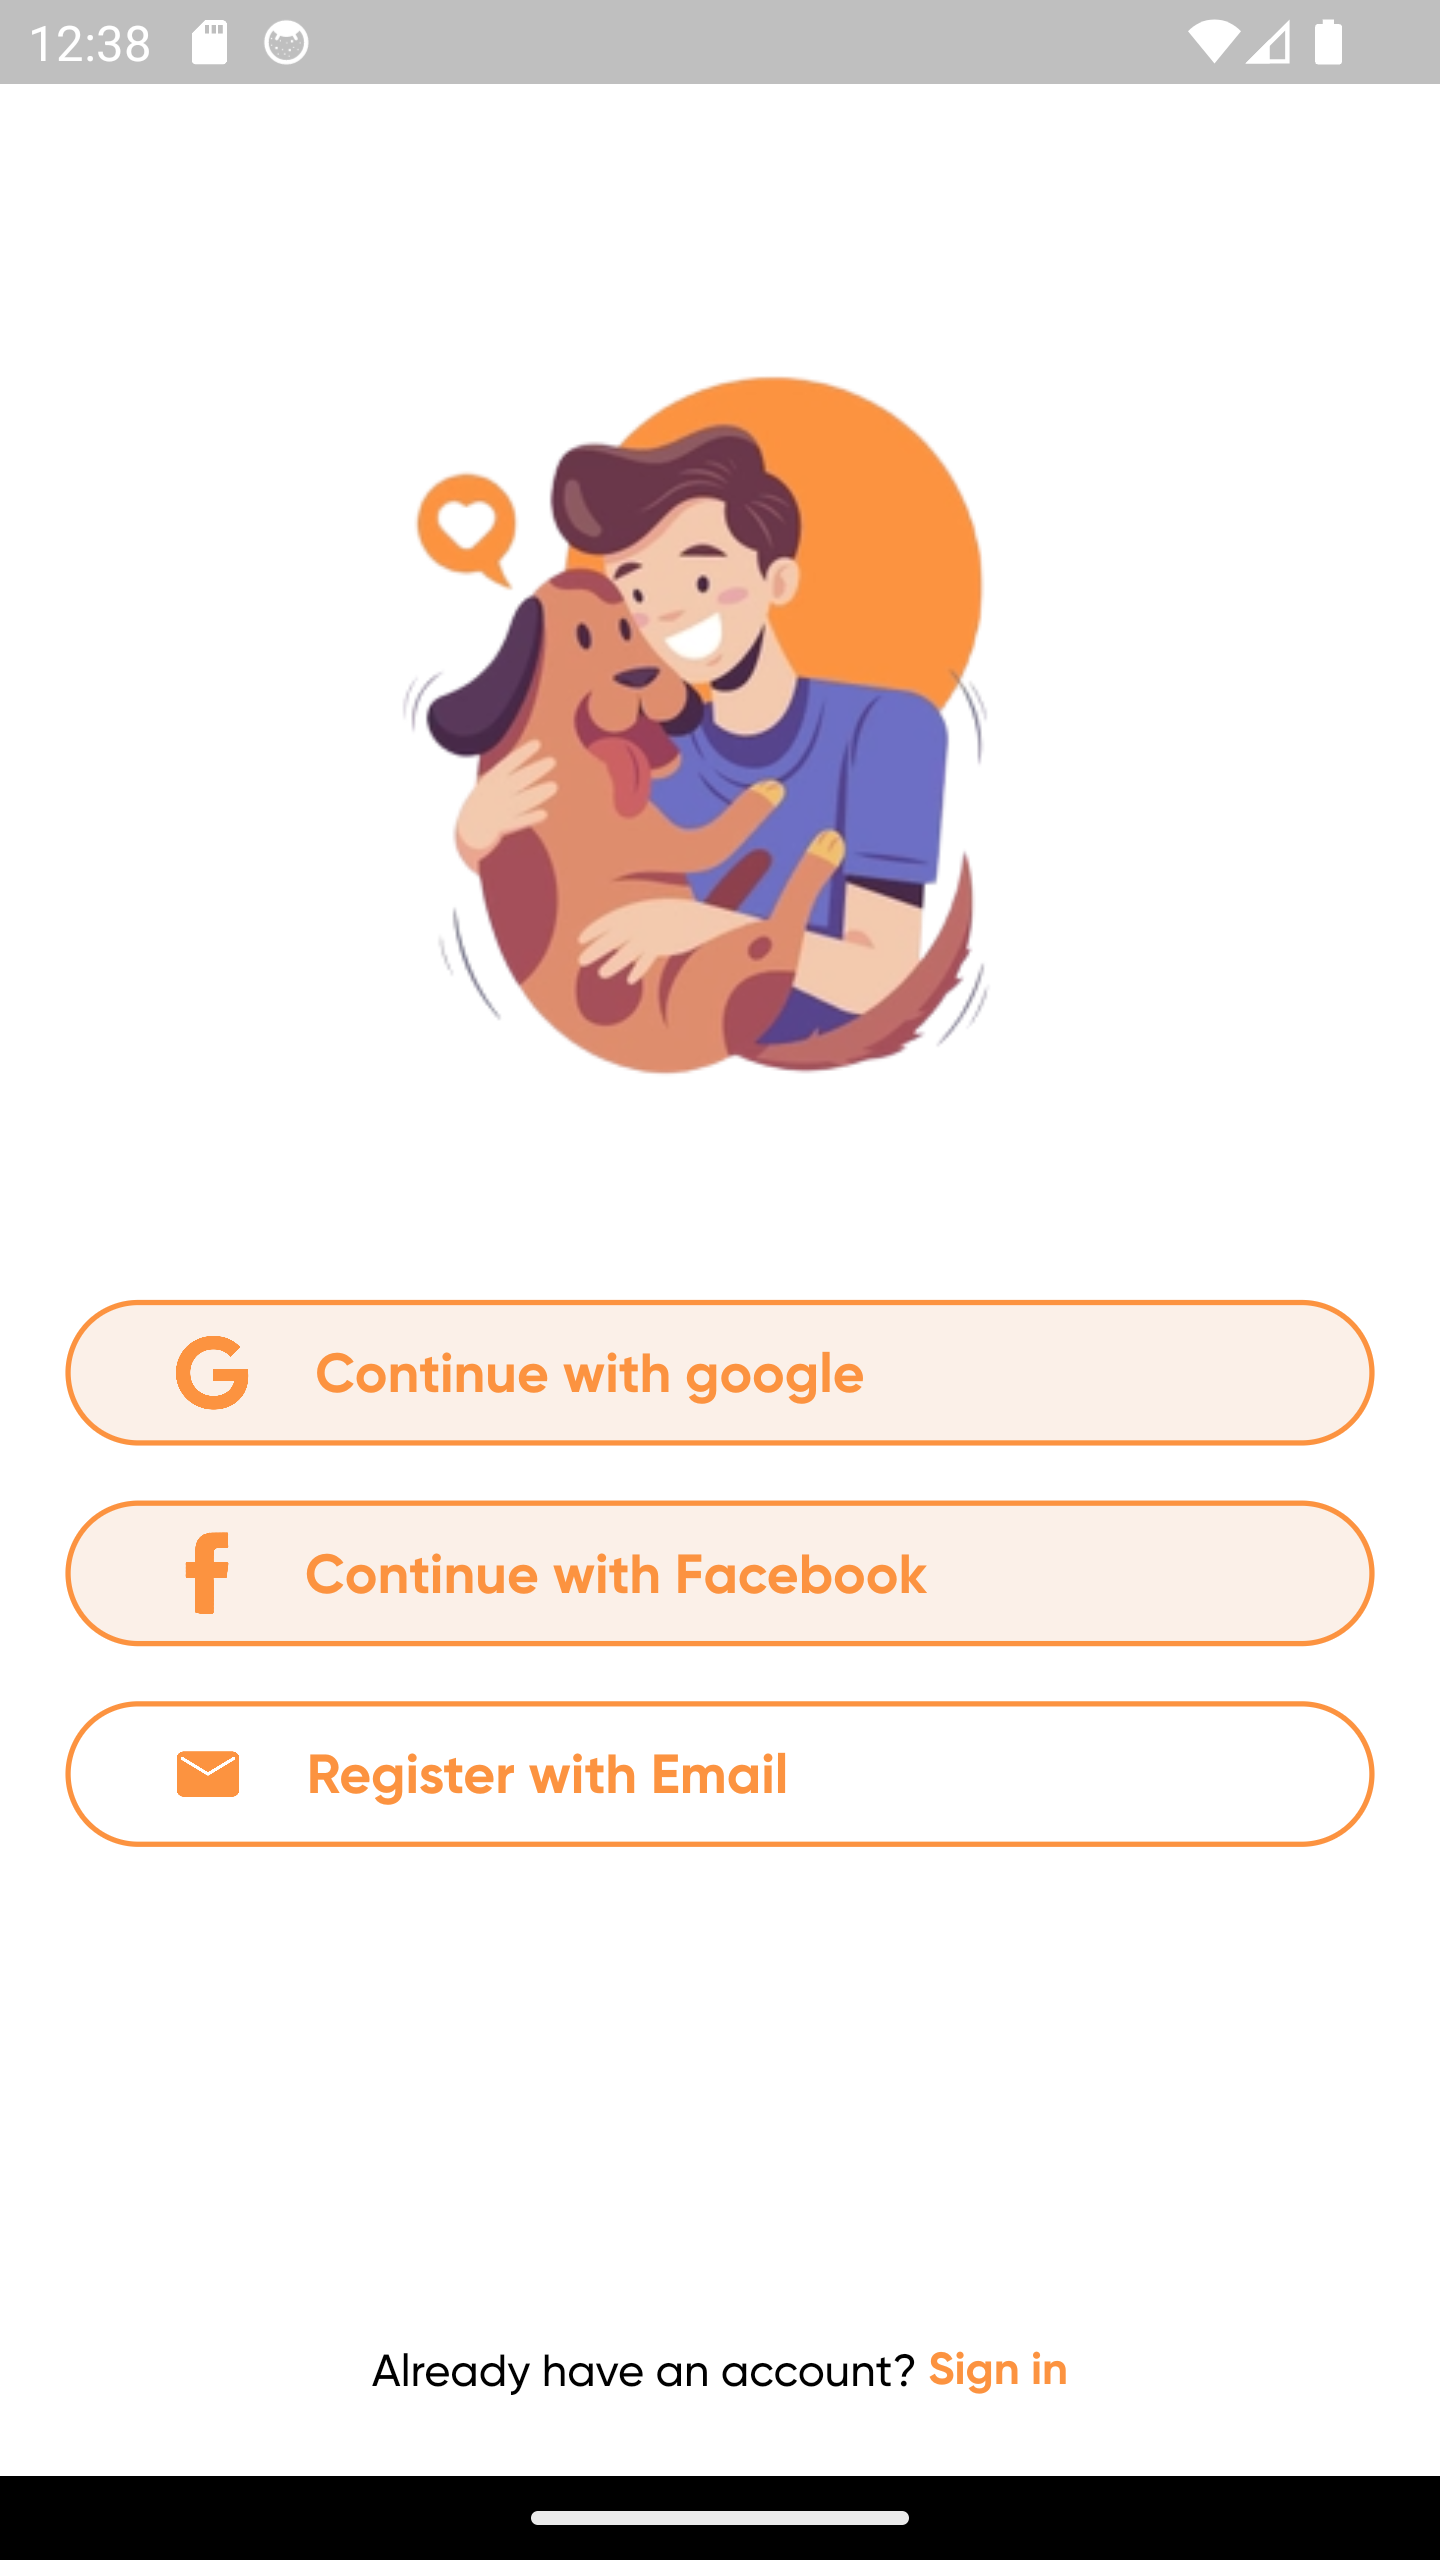 12:38
Continue with google
Continue with Facebook
Register with Email
Already have an account? Sign in